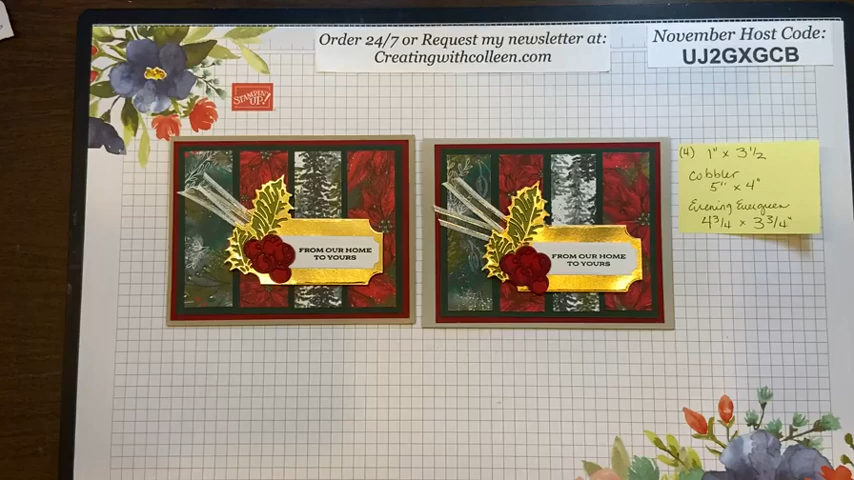 Order 24/7 or Request my newsletter at:
Creatingwithcolleen.com
November Host Code:
UJ2GXGCB
STAMPIN' UP!
(4) 1" x 3 1/2
Cobbler
5" x 4"
Evening Evergreen
4 3/4 x 3 3/4"
FROM OUR HOME
TO YOURS
FROM OUR HOME
TO YOURS